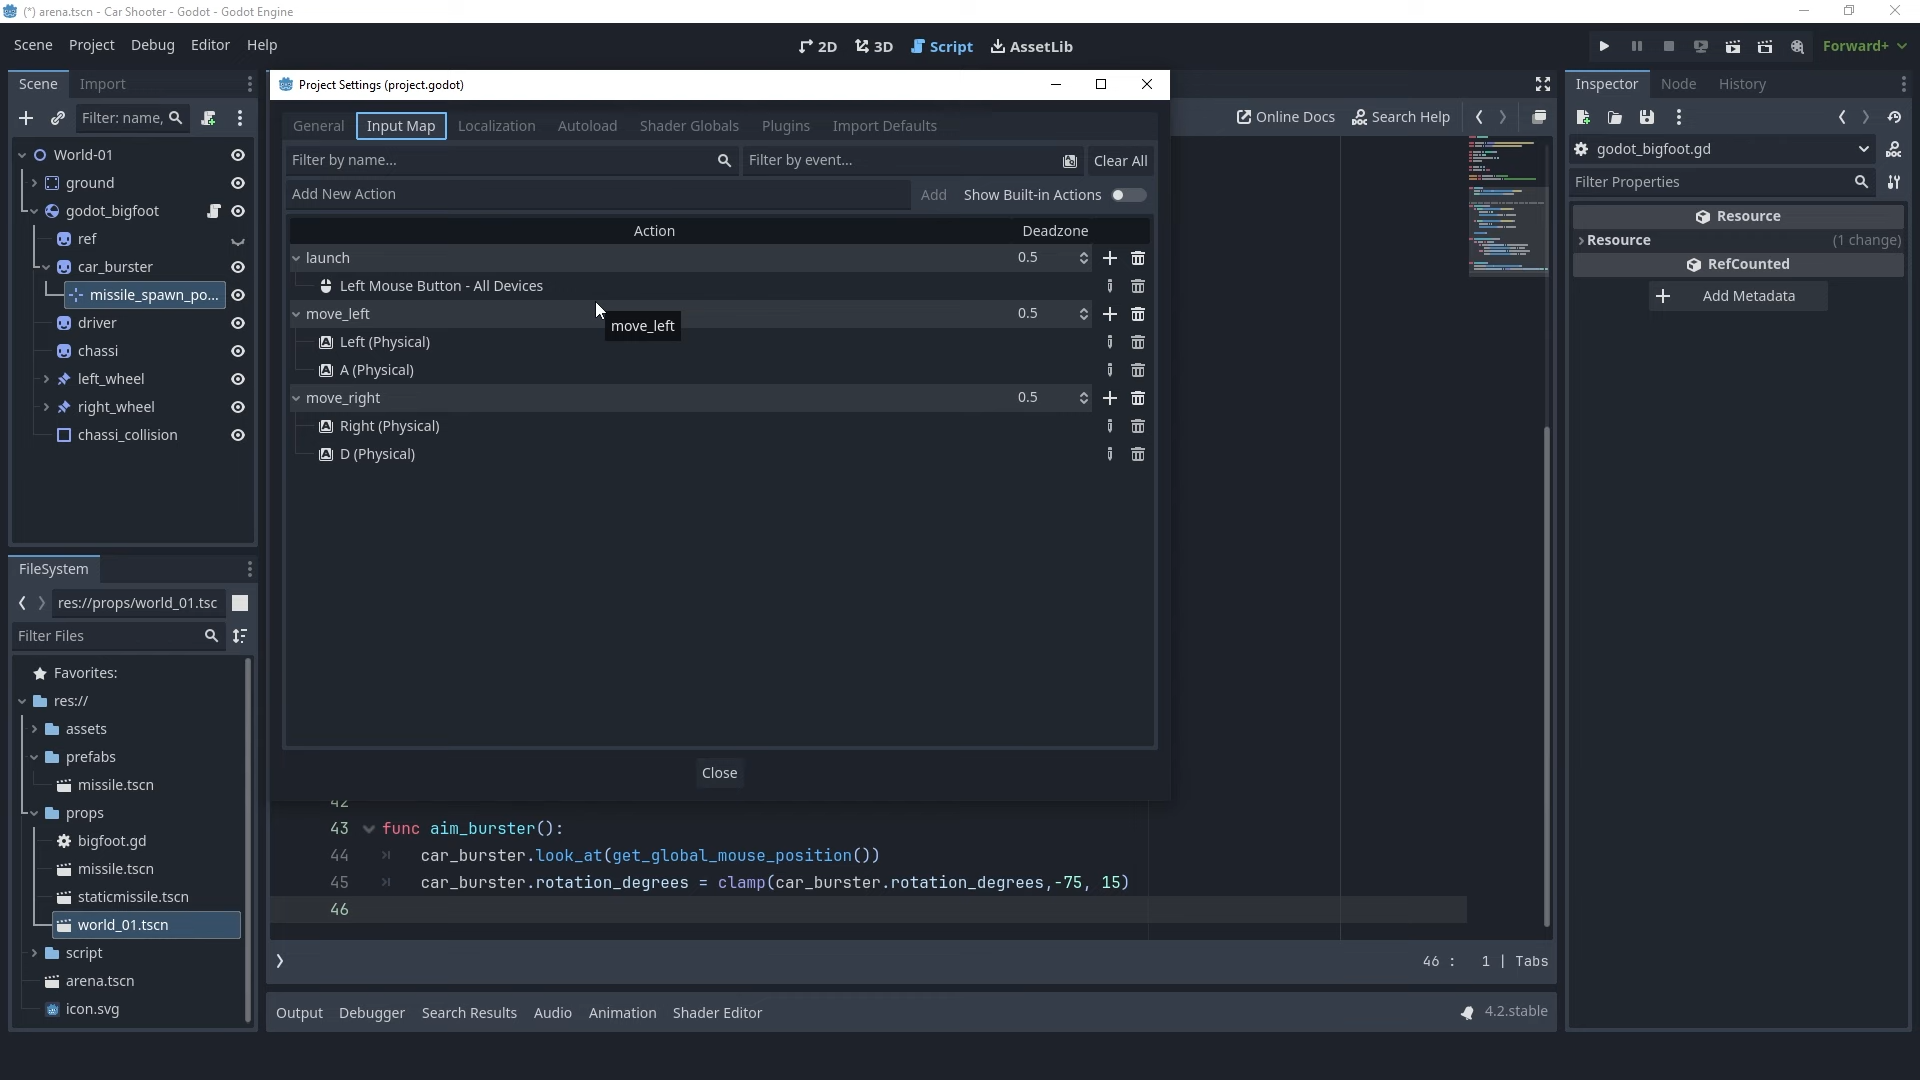 (*) arena.tscn - Car Shooter - Godot - Godot Engine
Scene Project Debug Editor Help
2D 3D Script AssetLib
Forward+
Scene Import
Filter: name,
World-01
ground
godot_bigfoot
ref
car_burster
missile_spawn_po...
driver
chassi
left_wheel
right_wheel
chassi_collision
FileSystem
res://props/world_01.tsc
Filter Files
Favorites:
res://
assets
prefabs
missile.tscn
props
bigfoot.gd
missile.tscn
staticmissile.tscn
world_01.tscn
script
arena.tscn
icon.svg
Project Settings (project.godot)
General Input Map Localization Autoload Shader Globals Plugins Import Defaults
Filter by name... Filter by event... Clear All
Add New Action Add Show Built-in Actions
Action Deadzone
launch 0.5
Left Mouse Button - All Devices
move_left 0.5
move_left
Left (Physical)
A (Physical)
move_right 0.5
Right (Physical)
D (Physical)
Close
Online Docs Search Help
42
43 func aim_burster():
44 car_burster.look_at(get_global_mouse_position())
45 car_burster.rotation_degrees = clamp(car_burster.rotation_degrees,-75, 15)
46
46 : 1 | Tabs
Output Debugger Search Results Audio Animation Shader Editor
4.2.stable
Inspector Node History
godot_bigfoot.gd
Filter Properties
Resource
Resource (1 change)
RefCounted
Add Metadata